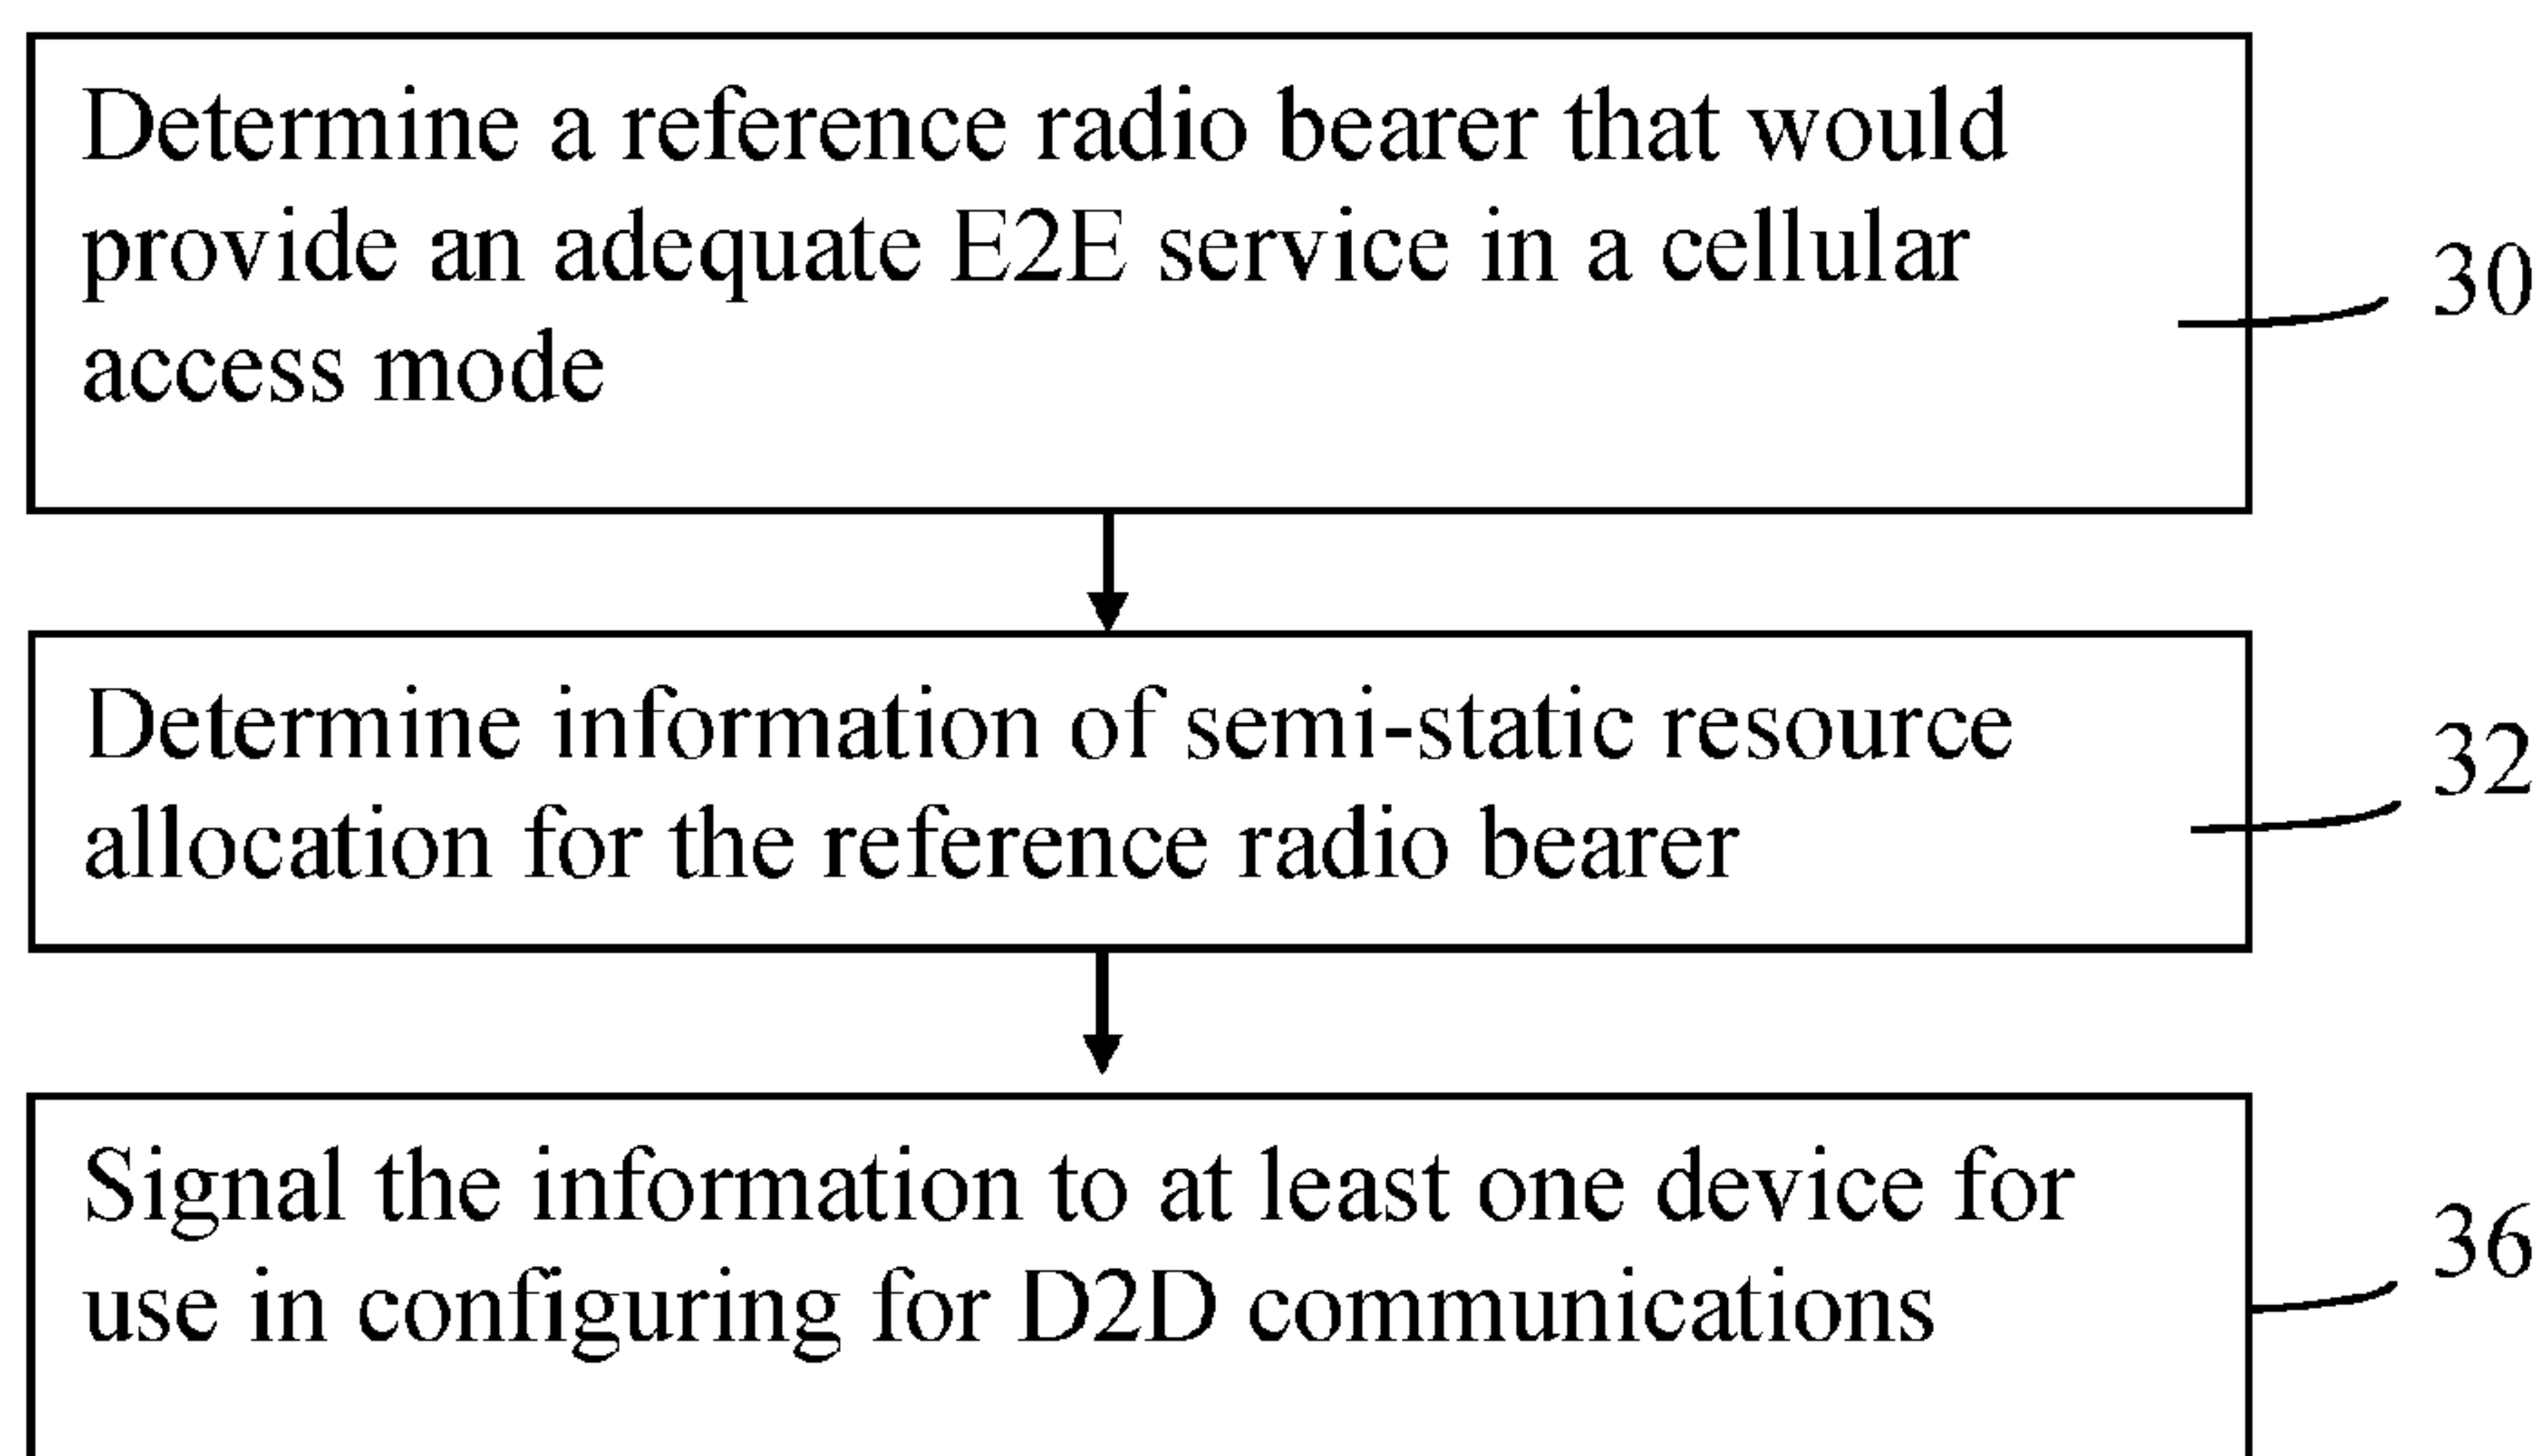 Determine a reference radio bearer that would
provide an adequate E2E service in a cellular
access mode
30
Determine information of semi-static resource
allocation for the reference radio bearer
32
Signal the information to at least one device for
use in configuring for D2D communications
36